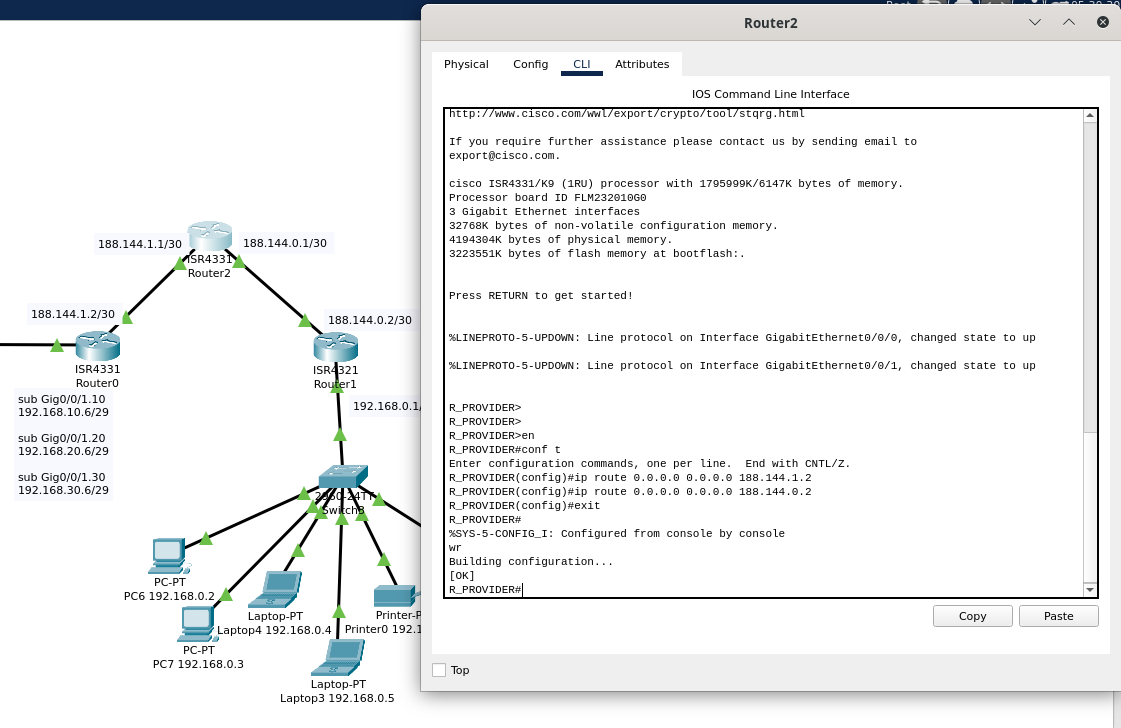 188.144.1.1/30
188.144.0.1/30
ISR4331
Router2
188.144.1.2/30
188.144.0.2/30
ISR4331
Router0
ISR4321
Router1
sub Gig0/0/1.10
192.168.10.6/29
sub Gig0/0/1.20
192.168.20.6/29
sub Gig0/0/1.30
192.168.30.6/29
192.168.0.1/
2960-24TT
Switch3
PC-PT
PC6 192.168.0.2
Laptop-PT
Laptop4 192.168.0.4
Printer-P
Printer0 192.1
PC-PT
PC7 192.168.0.3
Laptop-PT
Laptop3 192.168.0.5
Router2
Physical
Config
CLI
Attributes
IOS Command Line Interface
http://www.cisco.com/wwl/export/crypto/tool/stqrg.html
If you require further assistance please contact us by sending email to
export@cisco.com.
cisco ISR4331/K9 (1RU) processor with 1795999K/6147K bytes of memory.
Processor board ID FLM232010G0
3 Gigabit Ethernet interfaces
32768K bytes of non-volatile configuration memory.
4194304K bytes of physical memory.
3223551K bytes of flash memory at bootflash:.
Press RETURN to get started!
%LINEPROTO-5-UPDOWN: Line protocol on Interface GigabitEthernet0/0/0, changed state to up
%LINEPROTO-5-UPDOWN: Line protocol on Interface GigabitEthernet0/0/1, changed state to up
R_PROVIDER>
R_PROVIDER>
R_PROVIDER>en
R_PROVIDER#conf t
Enter configuration commands, one per line.  End with CNTL/Z.
R_PROVIDER(config)#ip route 0.0.0.0 0.0.0.0 188.144.1.2
R_PROVIDER(config)#ip route 0.0.0.0 0.0.0.0 188.144.0.2
R_PROVIDER(config)#exit
R_PROVIDER#
%SYS-5-CONFIG_I: Configured from console by console
wr
Building configuration...
[OK]
R_PROVIDER#
Copy
Paste
Top